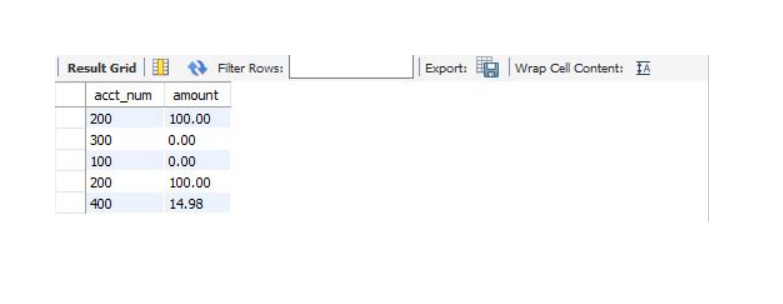 Result Grid Filter Rows: Export: Wrap Cell Content: IA
acct_num amount
200 100.00
300 0.00
100 0.00
200 100.00
400 14.98